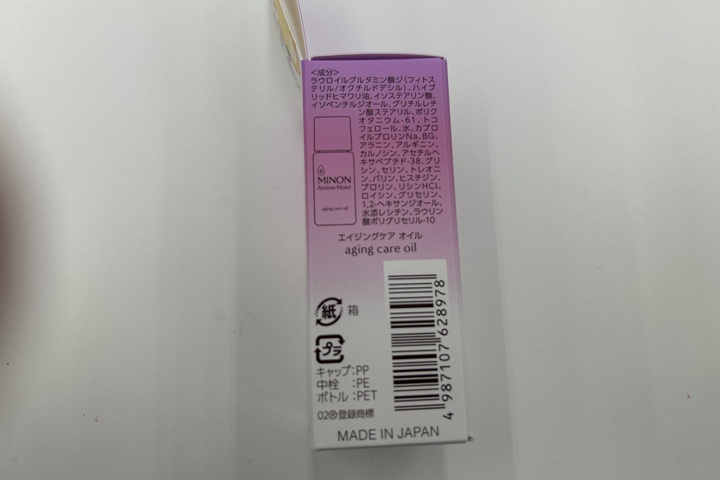 <成分>
ラウロイルグルタミン酸ジ(フィトス
テリル/オクチルドデシル)、ハイブ
リッドヒマワリ油、イソステアリン酸、
イソペンチルジオール、グリチルレチ
ン酸ステアリル、ポリク
オタニウム-61、トコ
フェロール、水、カプロ
イルプロリンNa、BG、
アラニン、アルギニン、
カルノシン、アセチルヘ
キサペプチド-38、グリ
シン、セリン、トレオニ
ン、バリン、ヒスチジン、
プロリン、リシンHCl、
ロイシン、グリセリン、
1,2-ヘキサンジオール、
水添レシチン、ラウリン
酸ポリグリセリル-10
MINON
Amino Moist
aging care oil
エイジングケア オイル
aging care oil
紙 箱
プラ
キャップ:PP
中栓 :PE
ボトル:PET
02®登録商標
4 987107 628978
MADE IN JAPAN